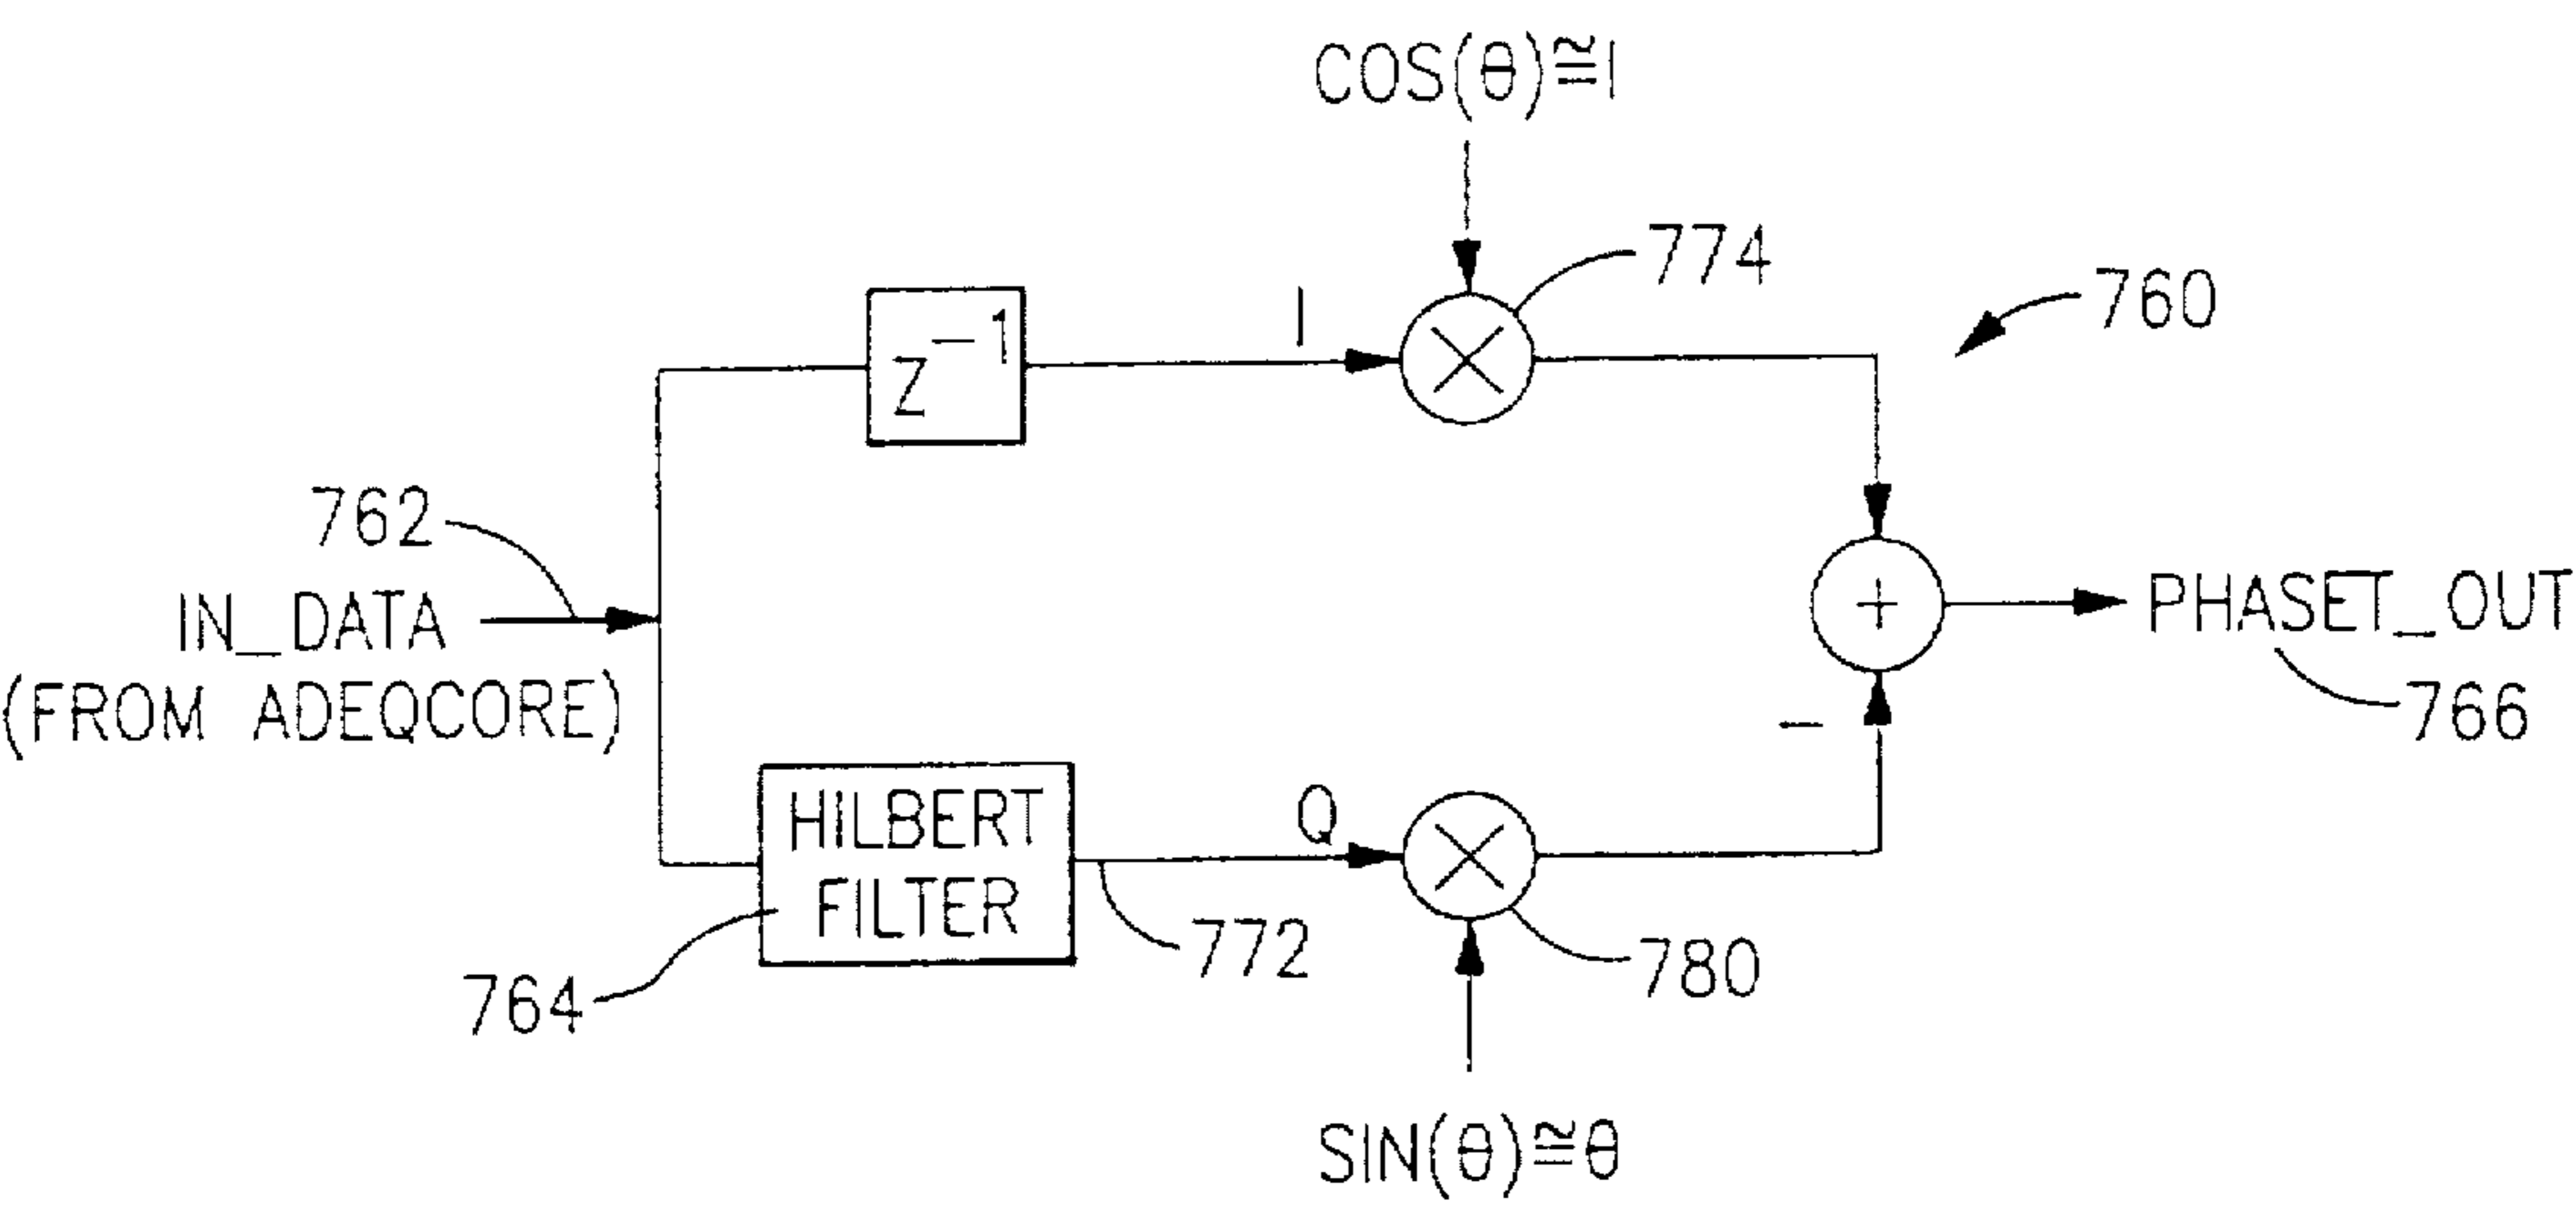 COS(θ)≅1
774
760
Z⁻¹
I
762
IN_DATA
(FROM ADEQCORE)
+
PHASET_OUT
766
−
HILBERT
FILTER
Q
764
772
780
SIN(θ)≅θ